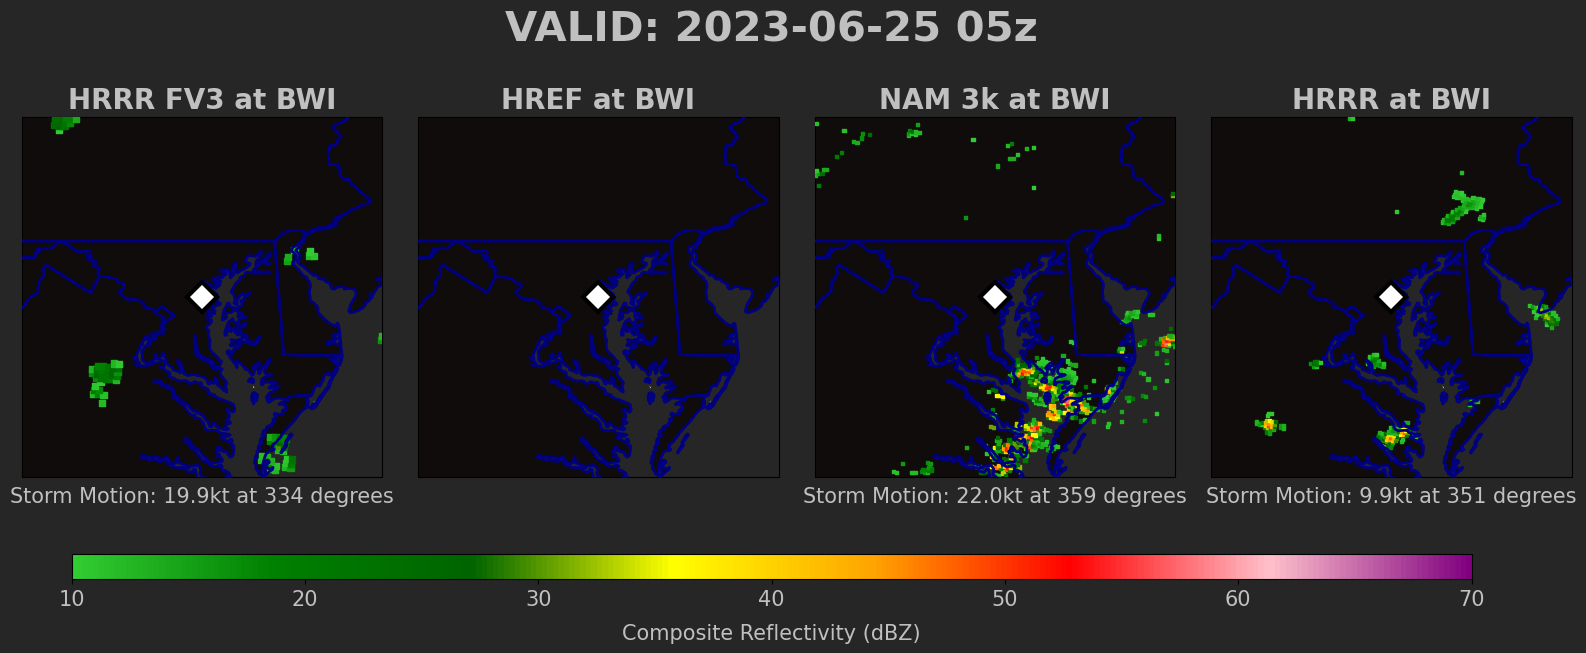 VALID: 2023-06-25 05z
HRRR FV3 at BWI
HREF at BWI
NAM 3k at BWI
HRRR at BWI
Storm Motion: 19.9kt at 334 degrees
Storm Motion: 22.0kt at 359 degrees
Storm Motion: 9.9kt at 351 degrees
10 20 30 40 50 60 70
Composite Reflectivity (dBZ)